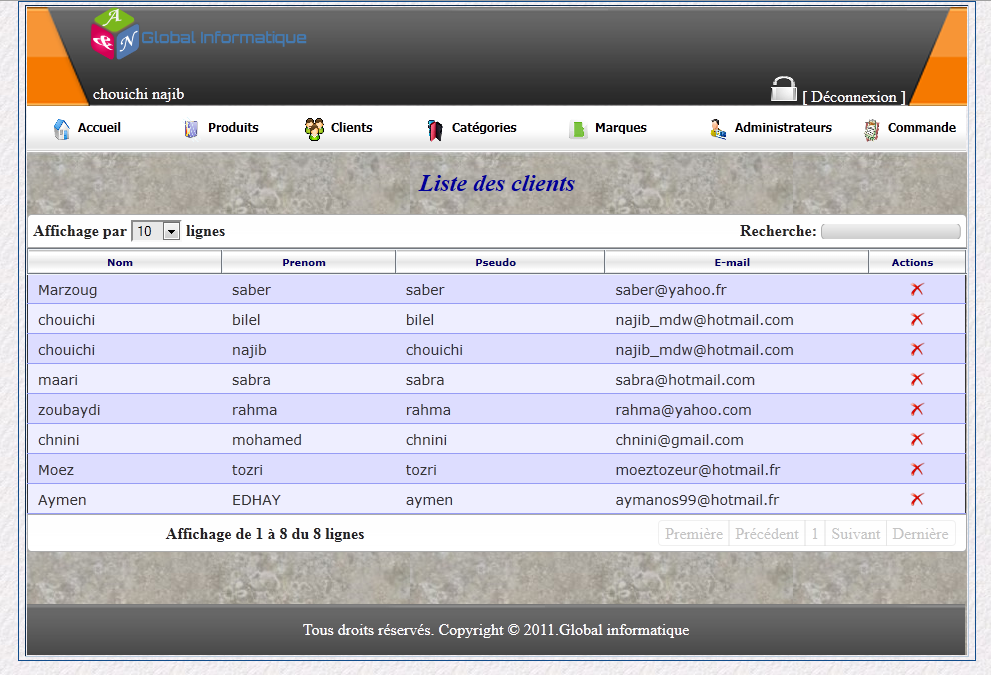 A
e N Global Informatique
chouichi najib
[ Déconnexion ]
Accueil Produits Clients Catégories Marques Administrateurs Commande
Liste des clients
Affichage par 10 lignes Recherche:
Nom Prenom Pseudo E-mail Actions
Marzoug saber saber saber@yahoo.fr
chouichi bilel bilel najib_mdw@hotmail.com
chouichi najib chouichi najib_mdw@hotmail.com
maari sabra sabra sabra@hotmail.com
zoubaydi rahma rahma rahma@yahoo.com
chnini mohamed chnini chnini@gmail.com
Moez tozri tozri moeztozeur@hotmail.fr
Aymen EDHAY aymen aymanos99@hotmail.fr
Affichage de 1 à 8 du 8 lignes Première Précédent 1 Suivant Dernière
Tous droits réservés. Copyright © 2011.Global informatique